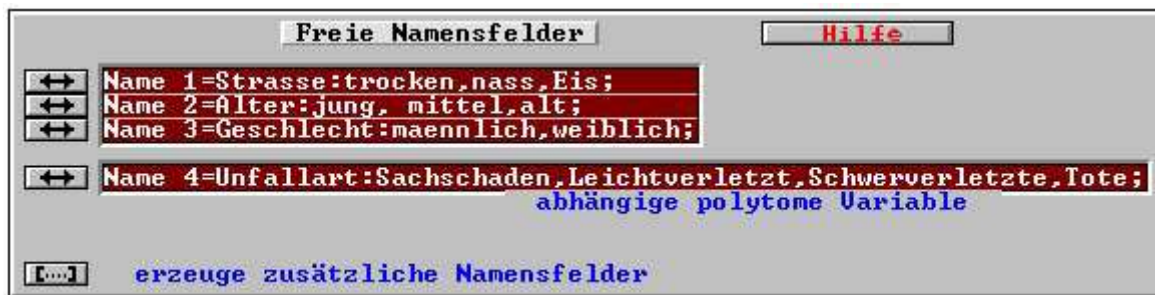 Freie Namensfelder Hilfe
Name 1=Strasse:trocken,nass,Eis;
Name 2=Alter:jung, mittel,alt;
Name 3=Geschlecht:maennlich,weiblich;
Name 4=Unfallart:Sachschaden,Leichtverletzt,Schwerverletzte,Tote;
abhängige polytome Variable
[....] erzeuge zusätzliche Namensfelder